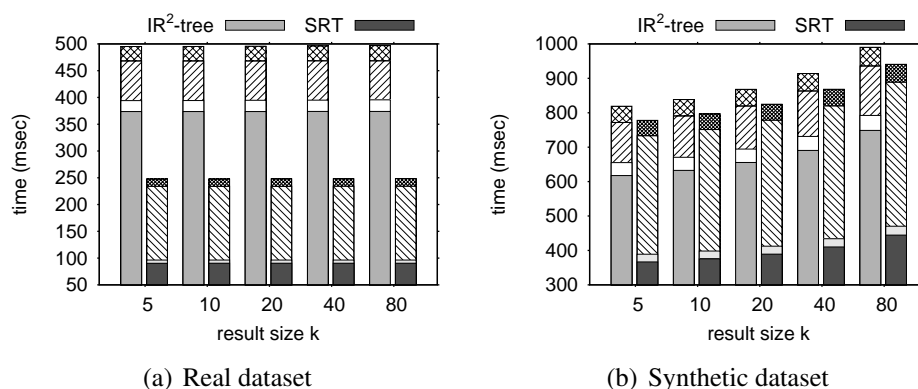 IR²-tree SRT
500
450
400
350
300
250
200
150
100
50
time (msec)
5 10 20 40 80
result size k
(a) Real dataset
IR²-tree SRT
1000
900
800
700
600
500
400
300
time (msec)
5 10 20 40 80
result size k
(b) Synthetic dataset